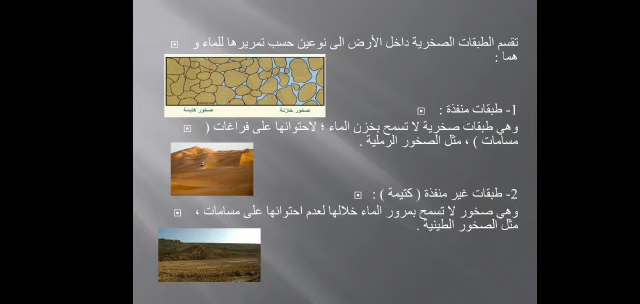 تقسم الطبقات الصخرية داخل الأرض الى نوعين حسب تمريرها للماء و
هما :
صخور خازنة
صخور كتيمة
1- طبقات منفذة :
وهي طبقات صخرية لا تسمح بخزن الماء ؛ لاحتوائها على فراغات (
مسامات ) ، مثل الصخور الرملية .
2- طبقات غير منفذة ( كتيمة ) :
وهي صخور لا تسمح بمرور الماء خلالها لعدم احتوائها على مسامات ،
مثل الصخور الطينية .